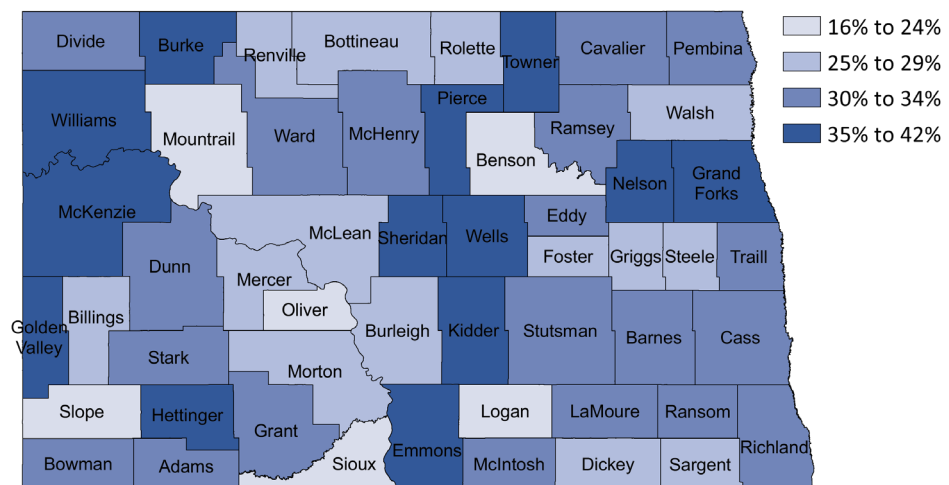 Divide
Burke
Renville
Bottineau
Rolette
Towner
Cavalier
Pembina
16% to 24%
25% to 29%
30% to 34%
35% to 42%
Williams
Mountrail
Ward
McHenry
Pierce
Benson
Ramsey
Walsh
Nelson
Grand
Forks
McKenzie
Dunn
McLean
Mercer
Oliver
Sheridan
Wells
Eddy
Foster
Griggs
Steele
Traill
Golden
Valley
Billings
Stark
Morton
Burleigh
Kidder
Stutsman
Barnes
Cass
Slope
Hettinger
Grant
Logan
LaMoure
Ransom
Richland
Bowman
Adams
Sioux
Emmons
McIntosh
Dickey
Sargent